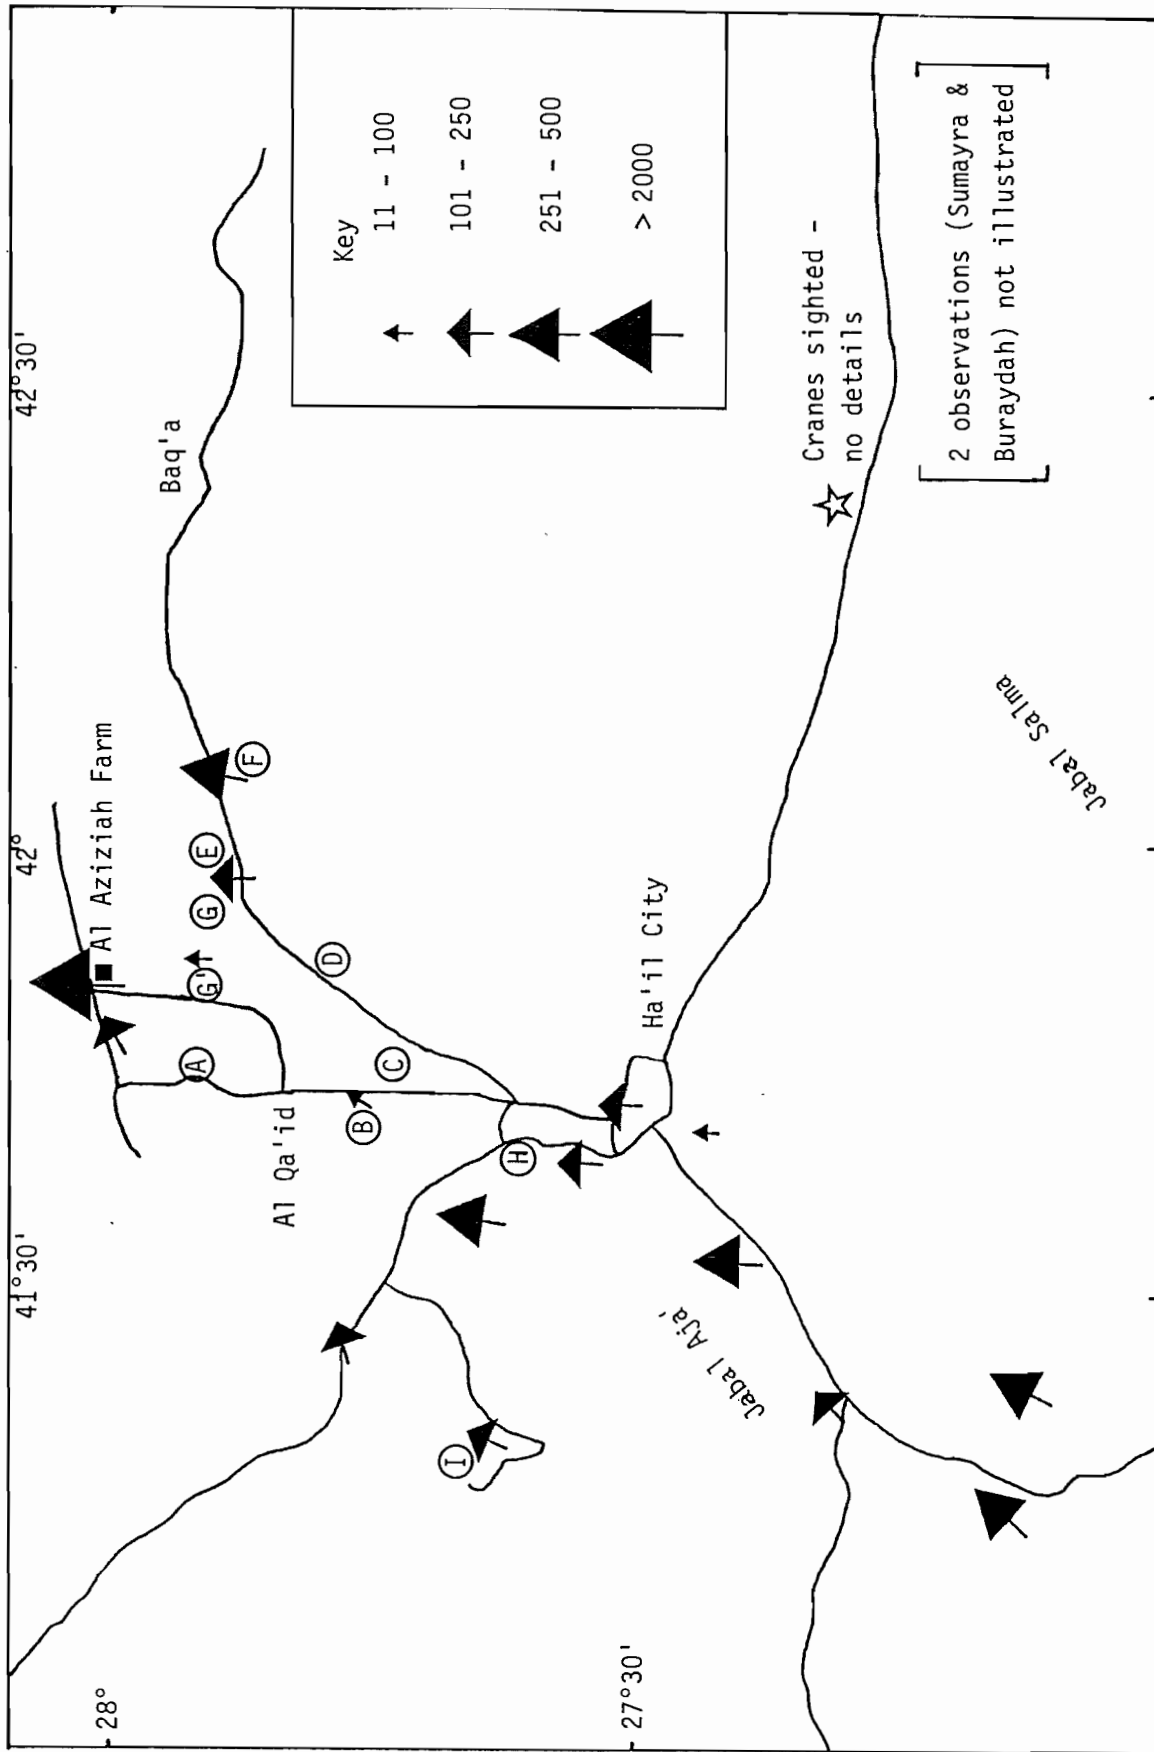 41°30'
42°
42°30'
28°
27°30'
Al Aziziah Farm
Baq'a
Al Qa'id
Ha'il City
Jabal Aja'
Jabal Salma
A
B
C
D
E
F
G
G'
H
I
Key
11 - 100
101 - 250
251 - 500
> 2000
Cranes sighted -
no details
2 observations (Sumayra &
Buraydah) not illustrated